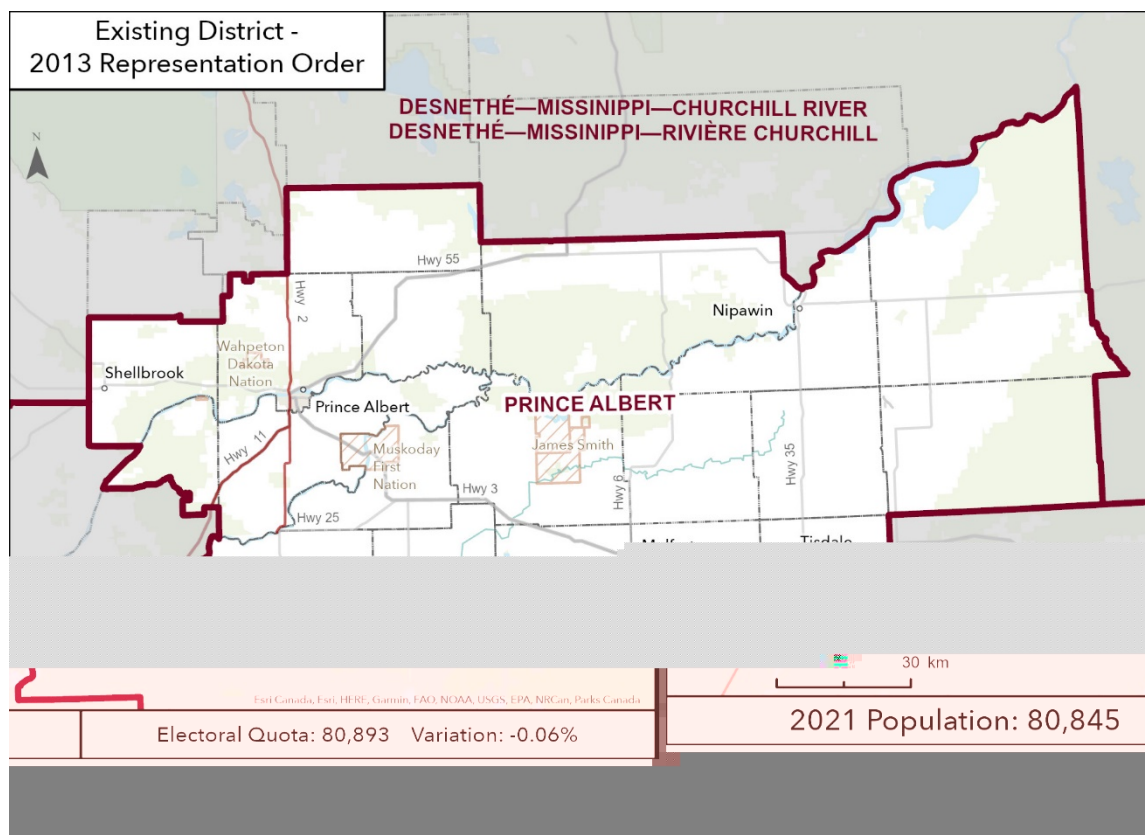 Existing District -
2013 Representation Order
DESNETHÉ—MISSINIPPI—CHURCHILL RIVER
DESNETHÉ—MISSINIPPI—RIVIÈRE CHURCHILL
N
Hwy 55
Hwy 2
Nipawin
Wahpeton
Dakota
Nation
Shellbrook
Prince Albert
PRINCE ALBERT
Hwy 11
Muskoday
First
Nation
James Smith
Hwy 35
Hwy 3
Hwy 6
Hwy 25
Tisdale
30 km
Esri Canada, Esri, HERE, Garmin, FAO, NOAA, USGS, EPA, NRCan, Parks Canada
2021 Population: 80,845
Electoral Quota: 80,893 Variation: -0.06%